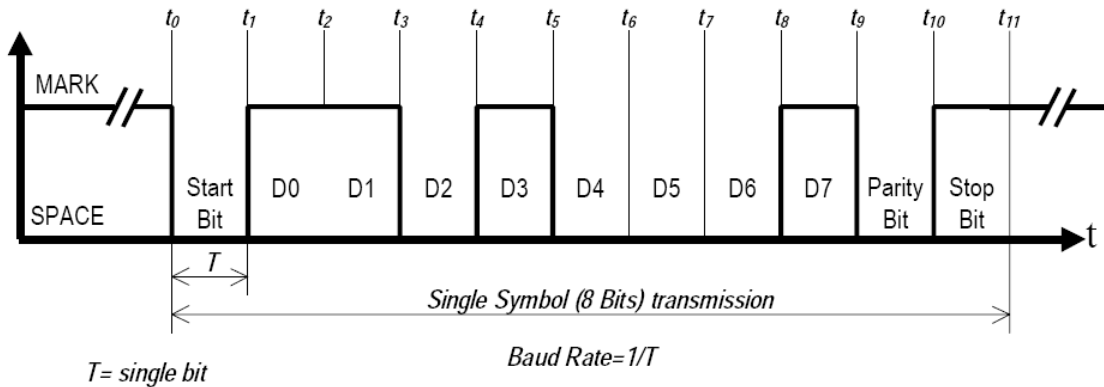 t0 t1 t2 t3 t4 t5 t6 t7 t8 t9 t10 t11
MARK
Start Bit
D0 D1 D2 D3 D4 D5 D6 D7
Parity Bit
Stop Bit
SPACE
t
T
Single Symbol (8 Bits) transmission
Baud Rate=1/T
T= single bit